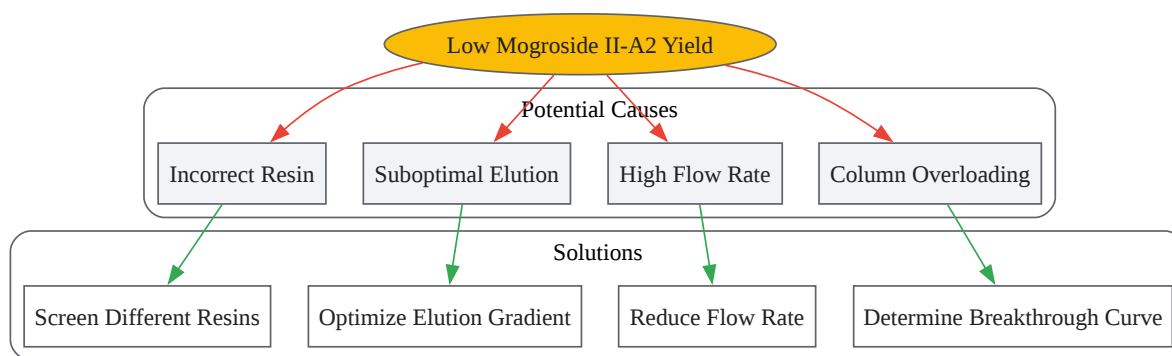 Low Mogroside II-A2 Yield
Potential Causes
Incorrect Resin
Suboptimal Elution
High Flow Rate
Column Overloading
Solutions
Screen Different Resins
Optimize Elution Gradient
Reduce Flow Rate
Determine Breakthrough Curve